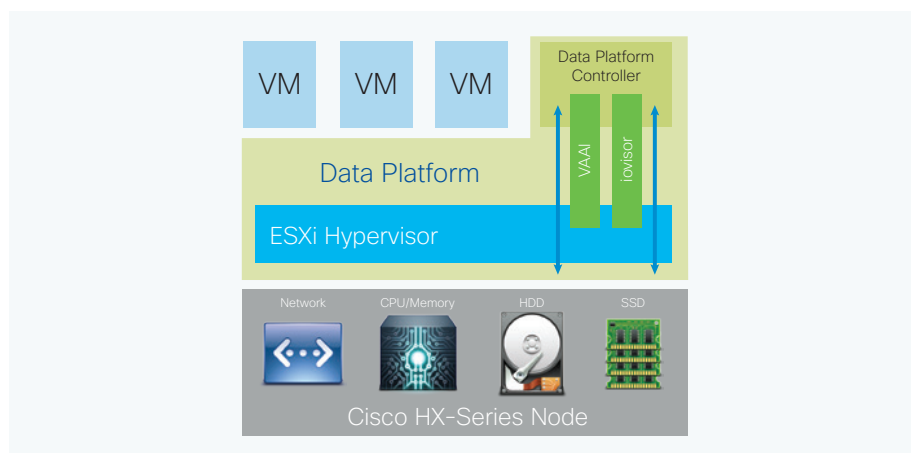 VM
VM
VM
Data Platform
Controller
VAAI
iovisor
Data Platform
ESXi Hypervisor
Network
CPU/Memory
HDD
SSD
Cisco HX-Series Node